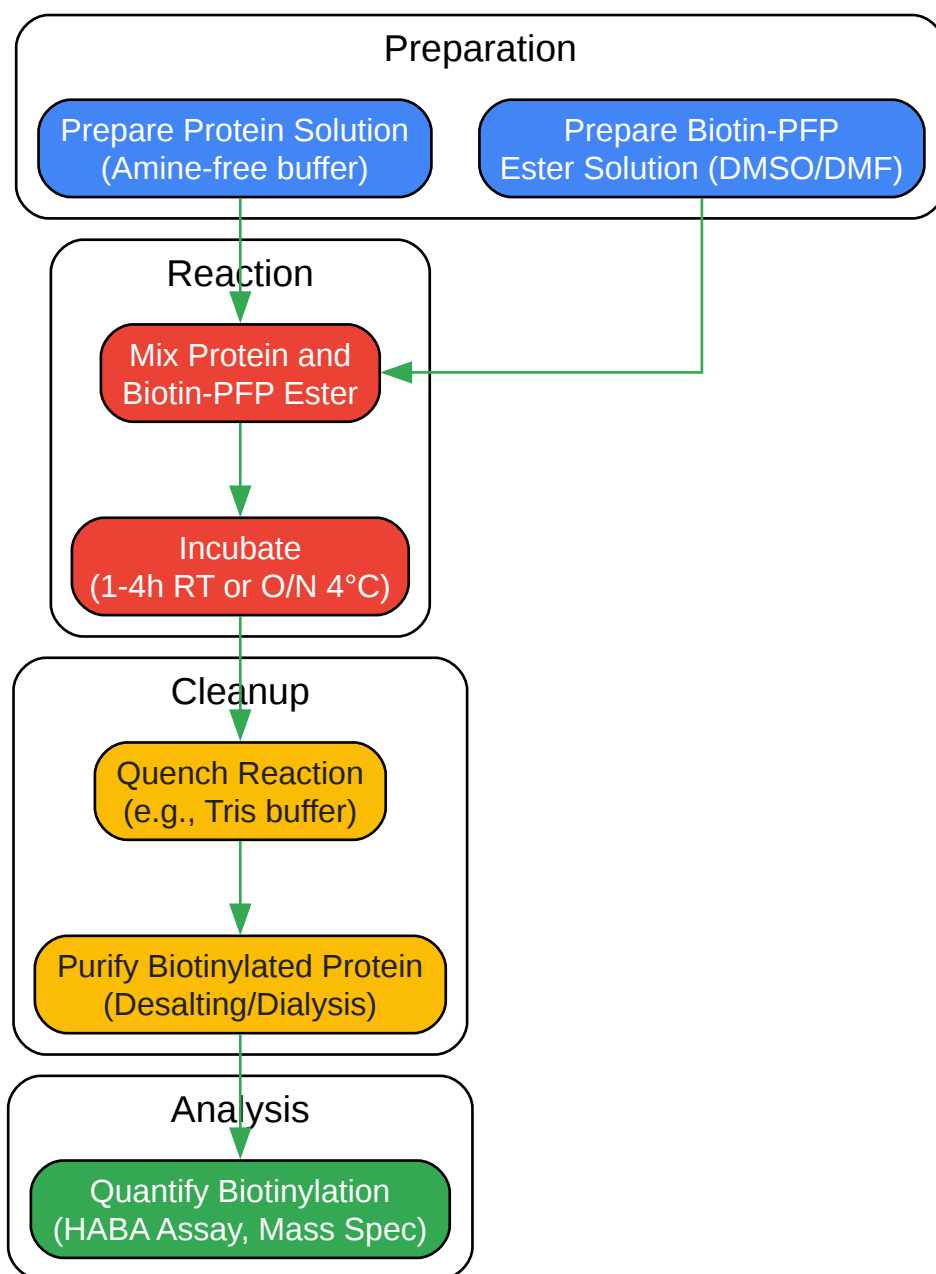 Preparation
Prepare Protein Solution
(Amine-free buffer)
Prepare Biotin-PFP
Ester Solution (DMSO/DMF)
Reaction
Mix Protein and
Biotin-PFP Ester
Incubate
(1-4h RT or O/N 4°C)
Cleanup
Quench Reaction
(e.g., Tris buffer)
Purify Biotinylated Protein
(Desalting/Dialysis)
Analysis
Quantify Biotinylation
(HABA Assay, Mass Spec)